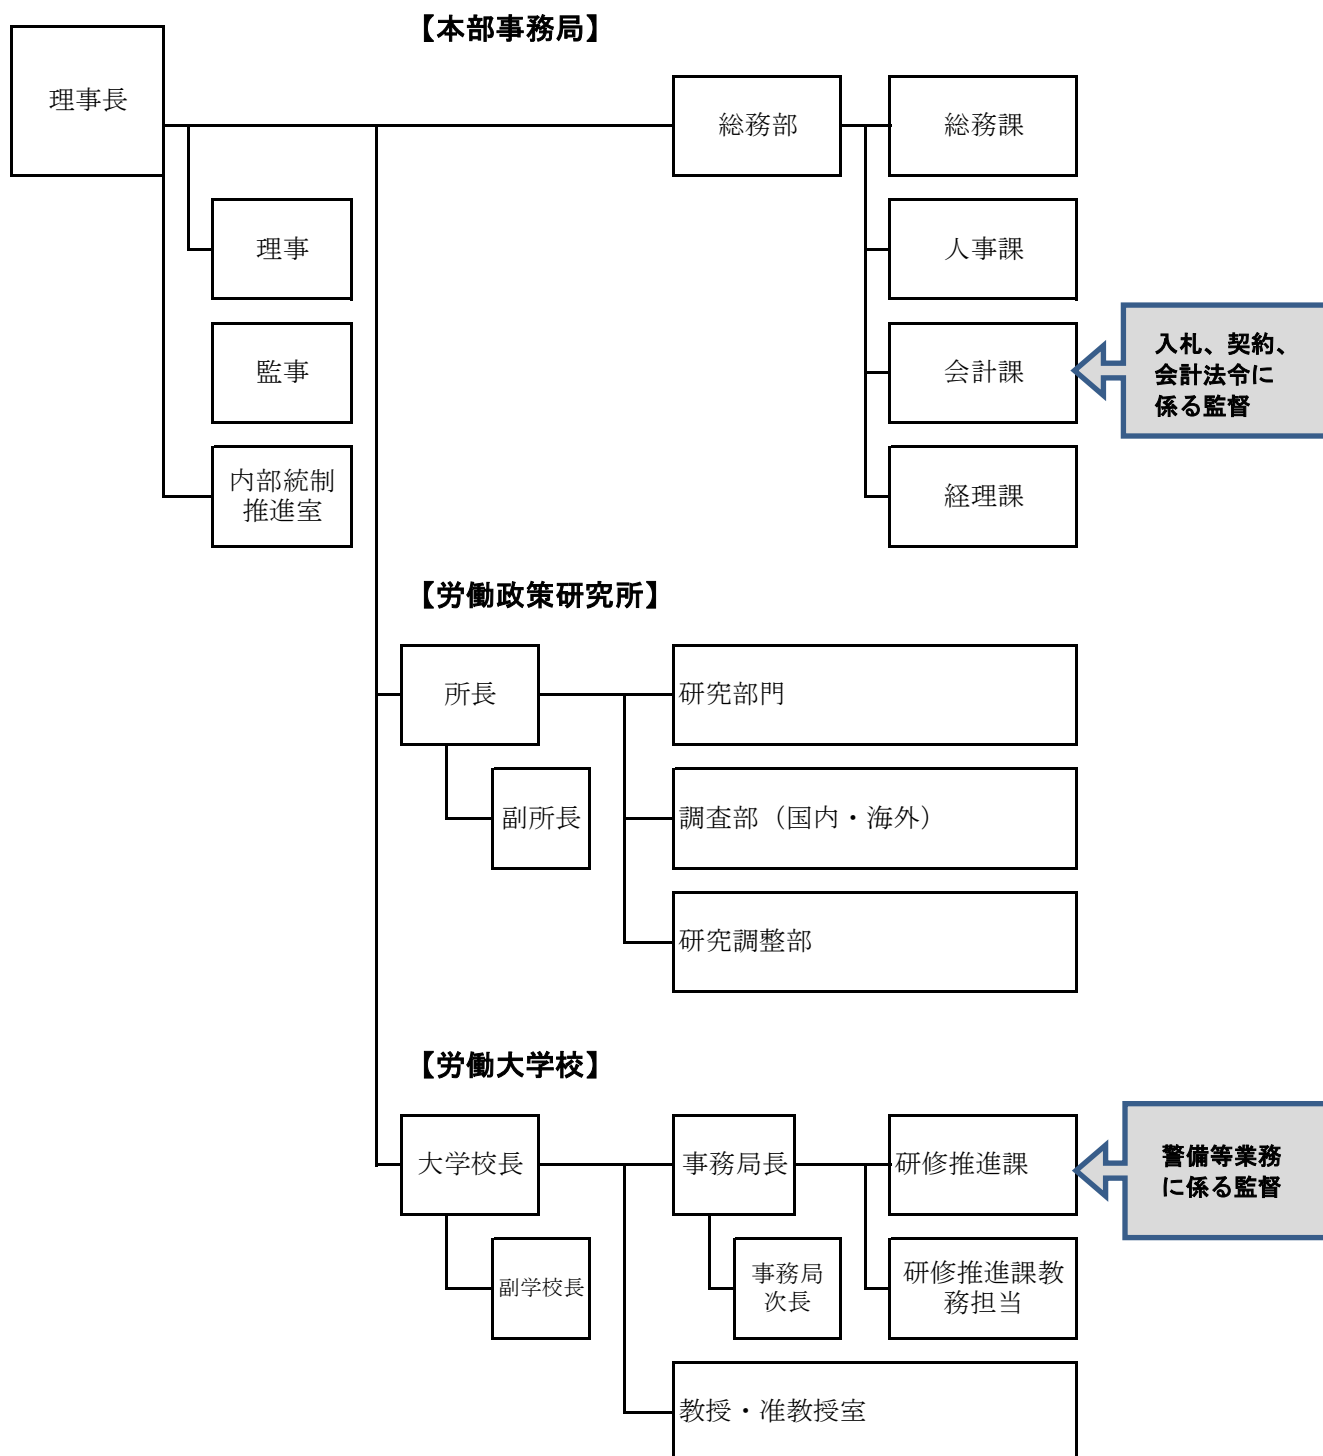 【本部事務局】
理事長
総務部
総務課
理事
人事課
監事
会計課
入札、契約、
会計法令に
係る監督
内部統制
推進室
経理課
【労働政策研究所】
所長
研究部門
副所長
調査部（国内・海外）
研究調整部
【労働大学校】
大学校長
事務局長
研修推進課
警備等業務
に係る監督
副学校長
事務局
次長
研修推進課教
務担当
教授・准教授室